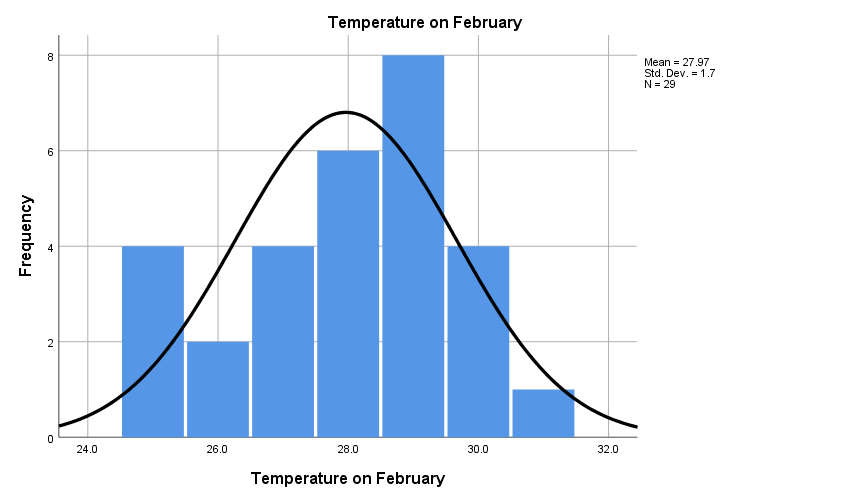 Temperature on February
Mean = 27.97
Std. Dev. = 1.7
N = 29
Frequency
8
6
4
2
0
24.0 26.0 28.0 30.0 32.0
Temperature on February